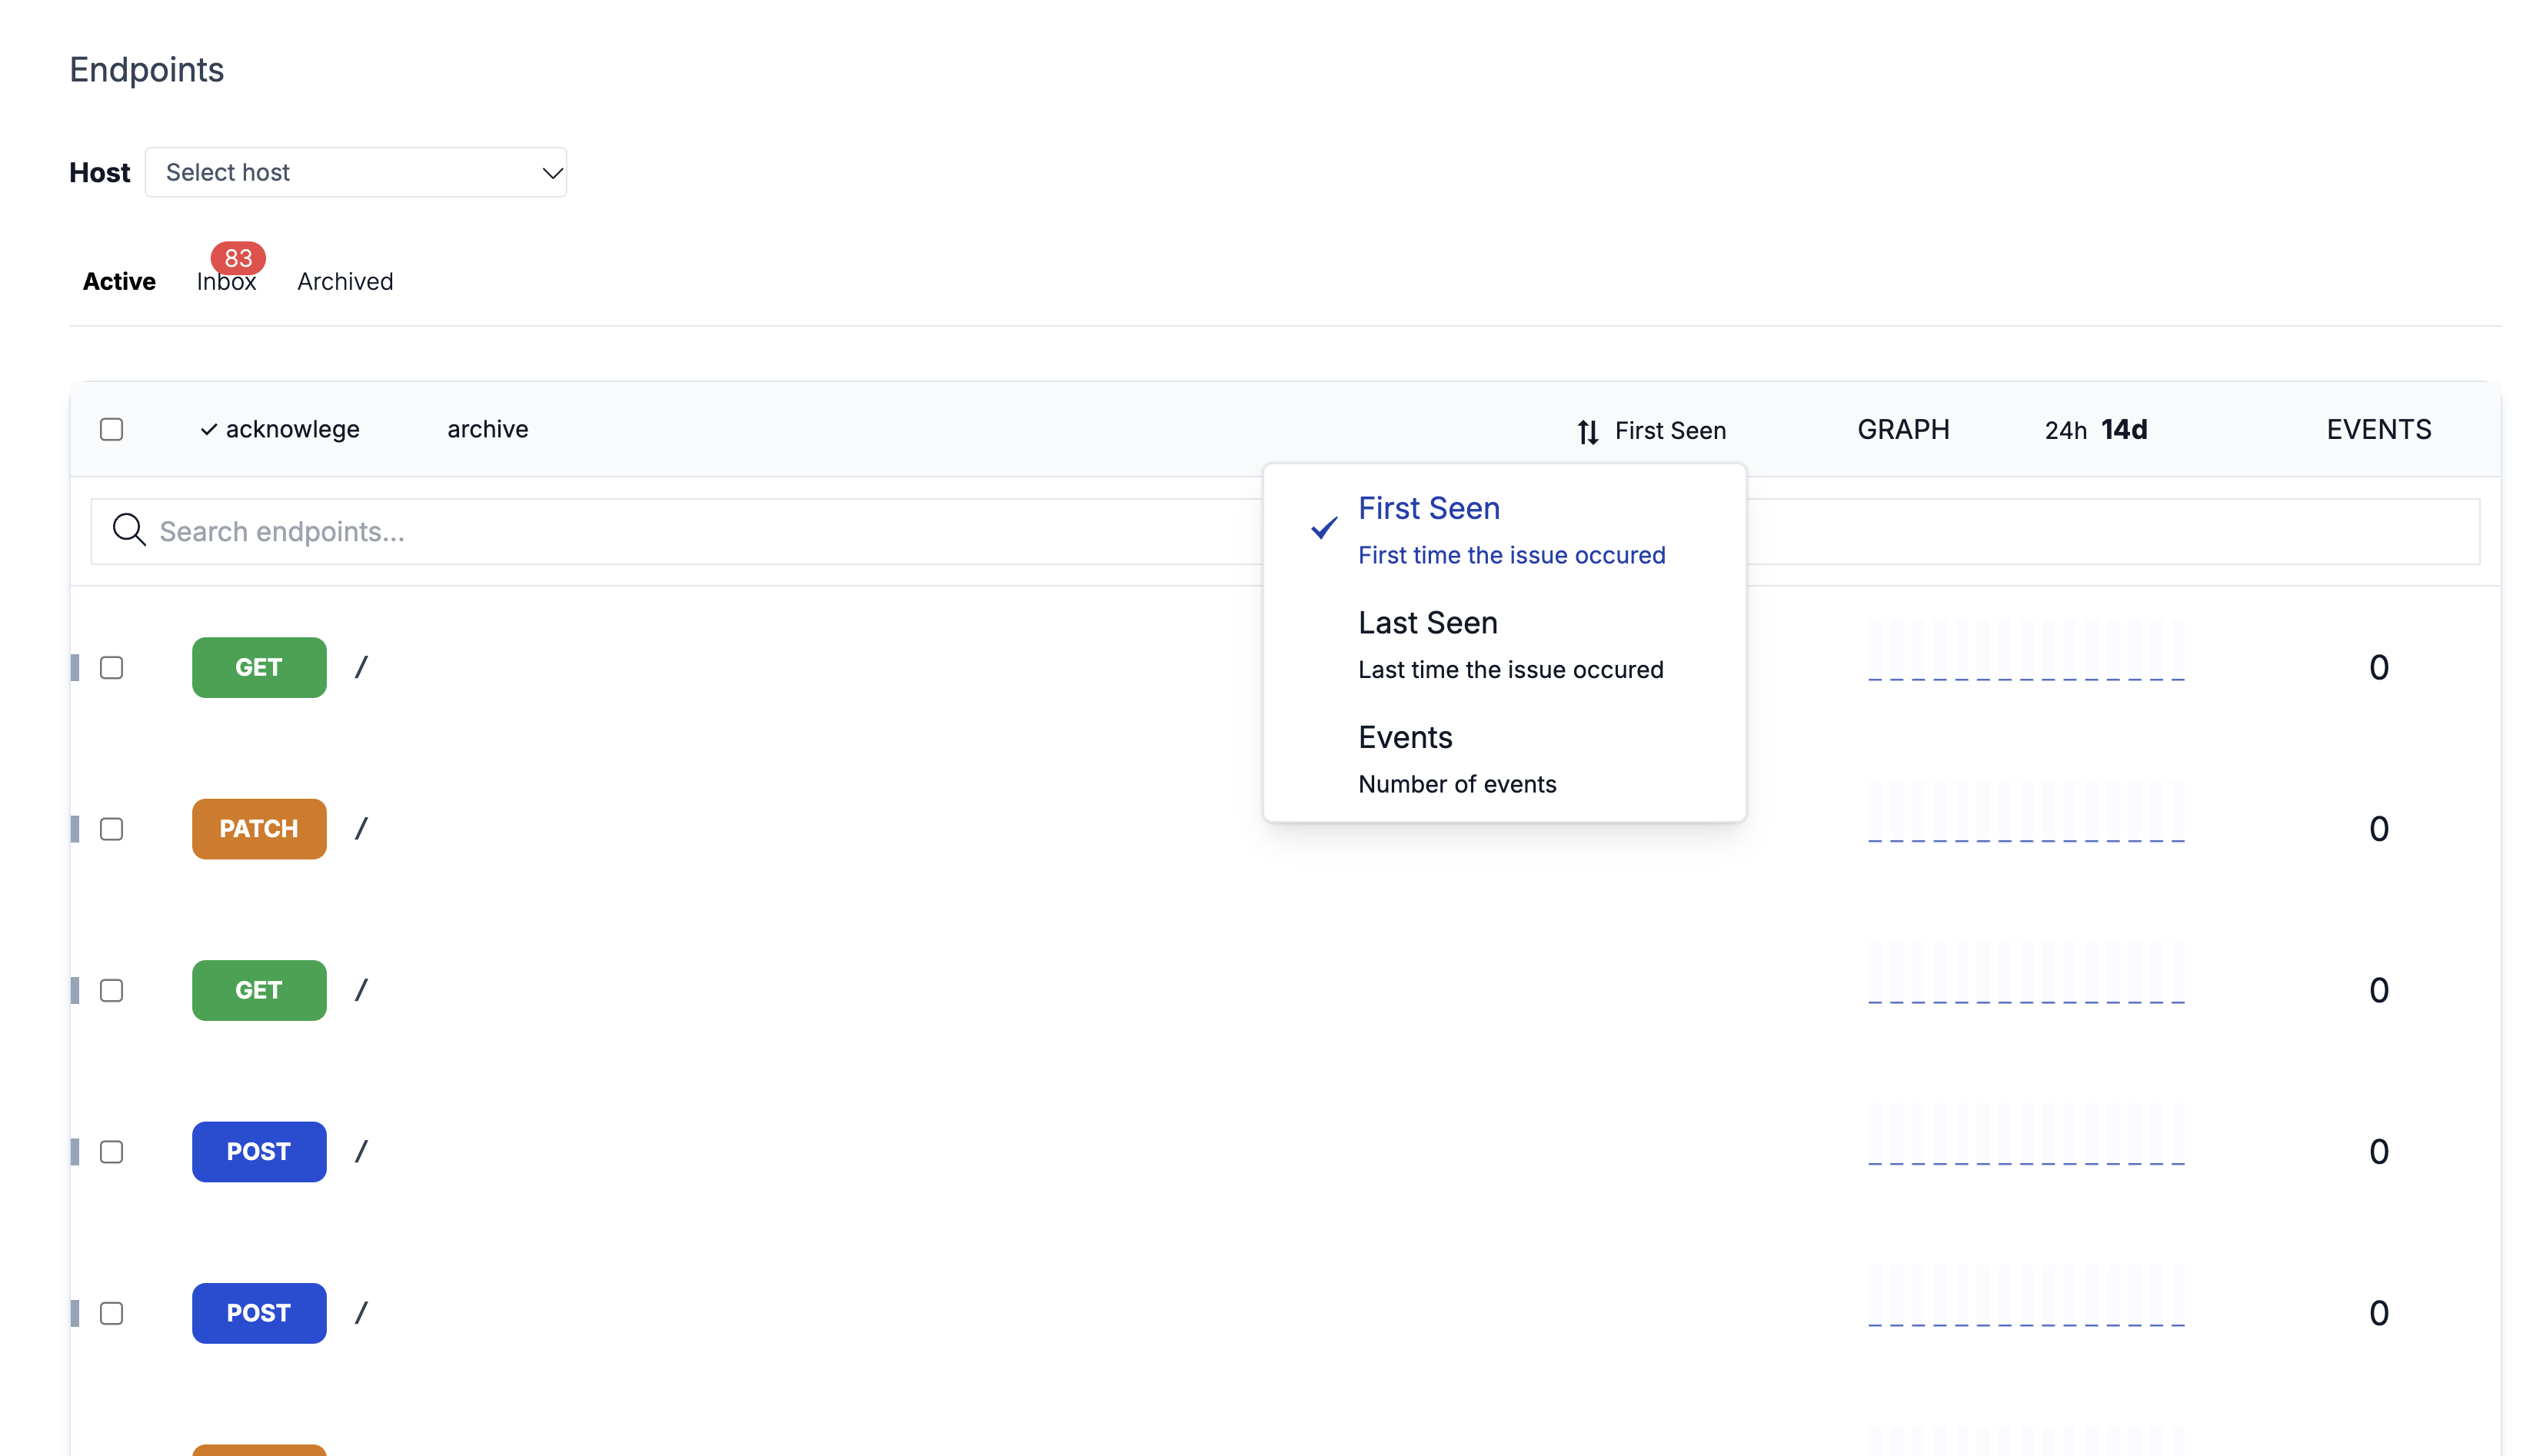 Endpoints
Host Select host
83
Active Inbox Archived
acknowlege archive First Seen GRAPH 24h 14d EVENTS
Search endpoints...
First Seen
First time the issue occured
Last Seen
Last time the issue occured
Events
Number of events
GET / 0
PATCH / 0
GET / 0
POST / 0
POST / 0